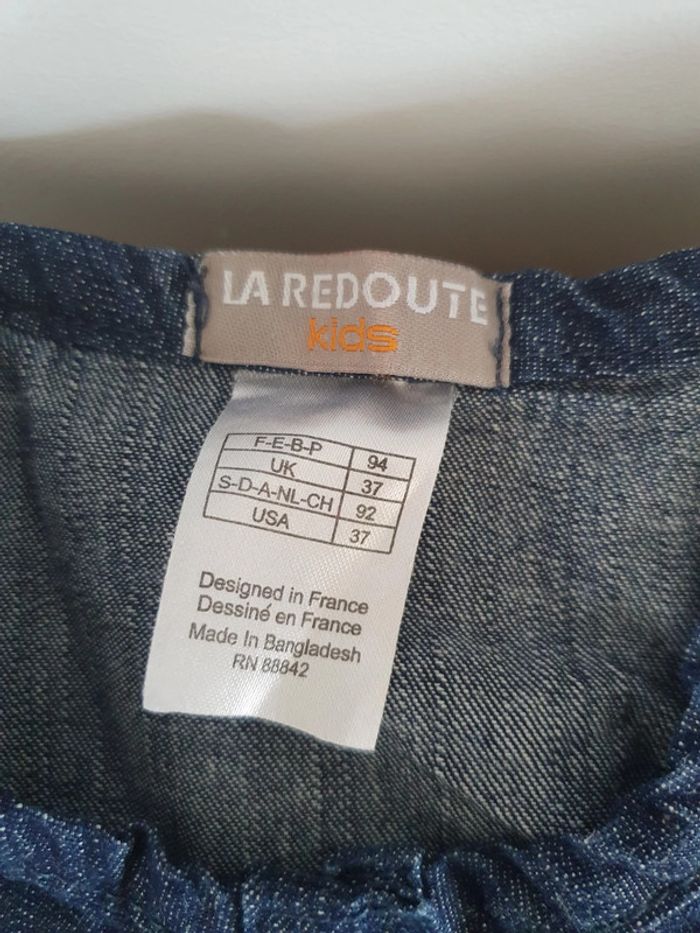 LA REDOUTE
kids
F-E-B-P 94
UK 37
S-D-A-NL-CH 92
USA 37
Designed in France
Dessiné en France
Made In Bangladesh
RN 88842